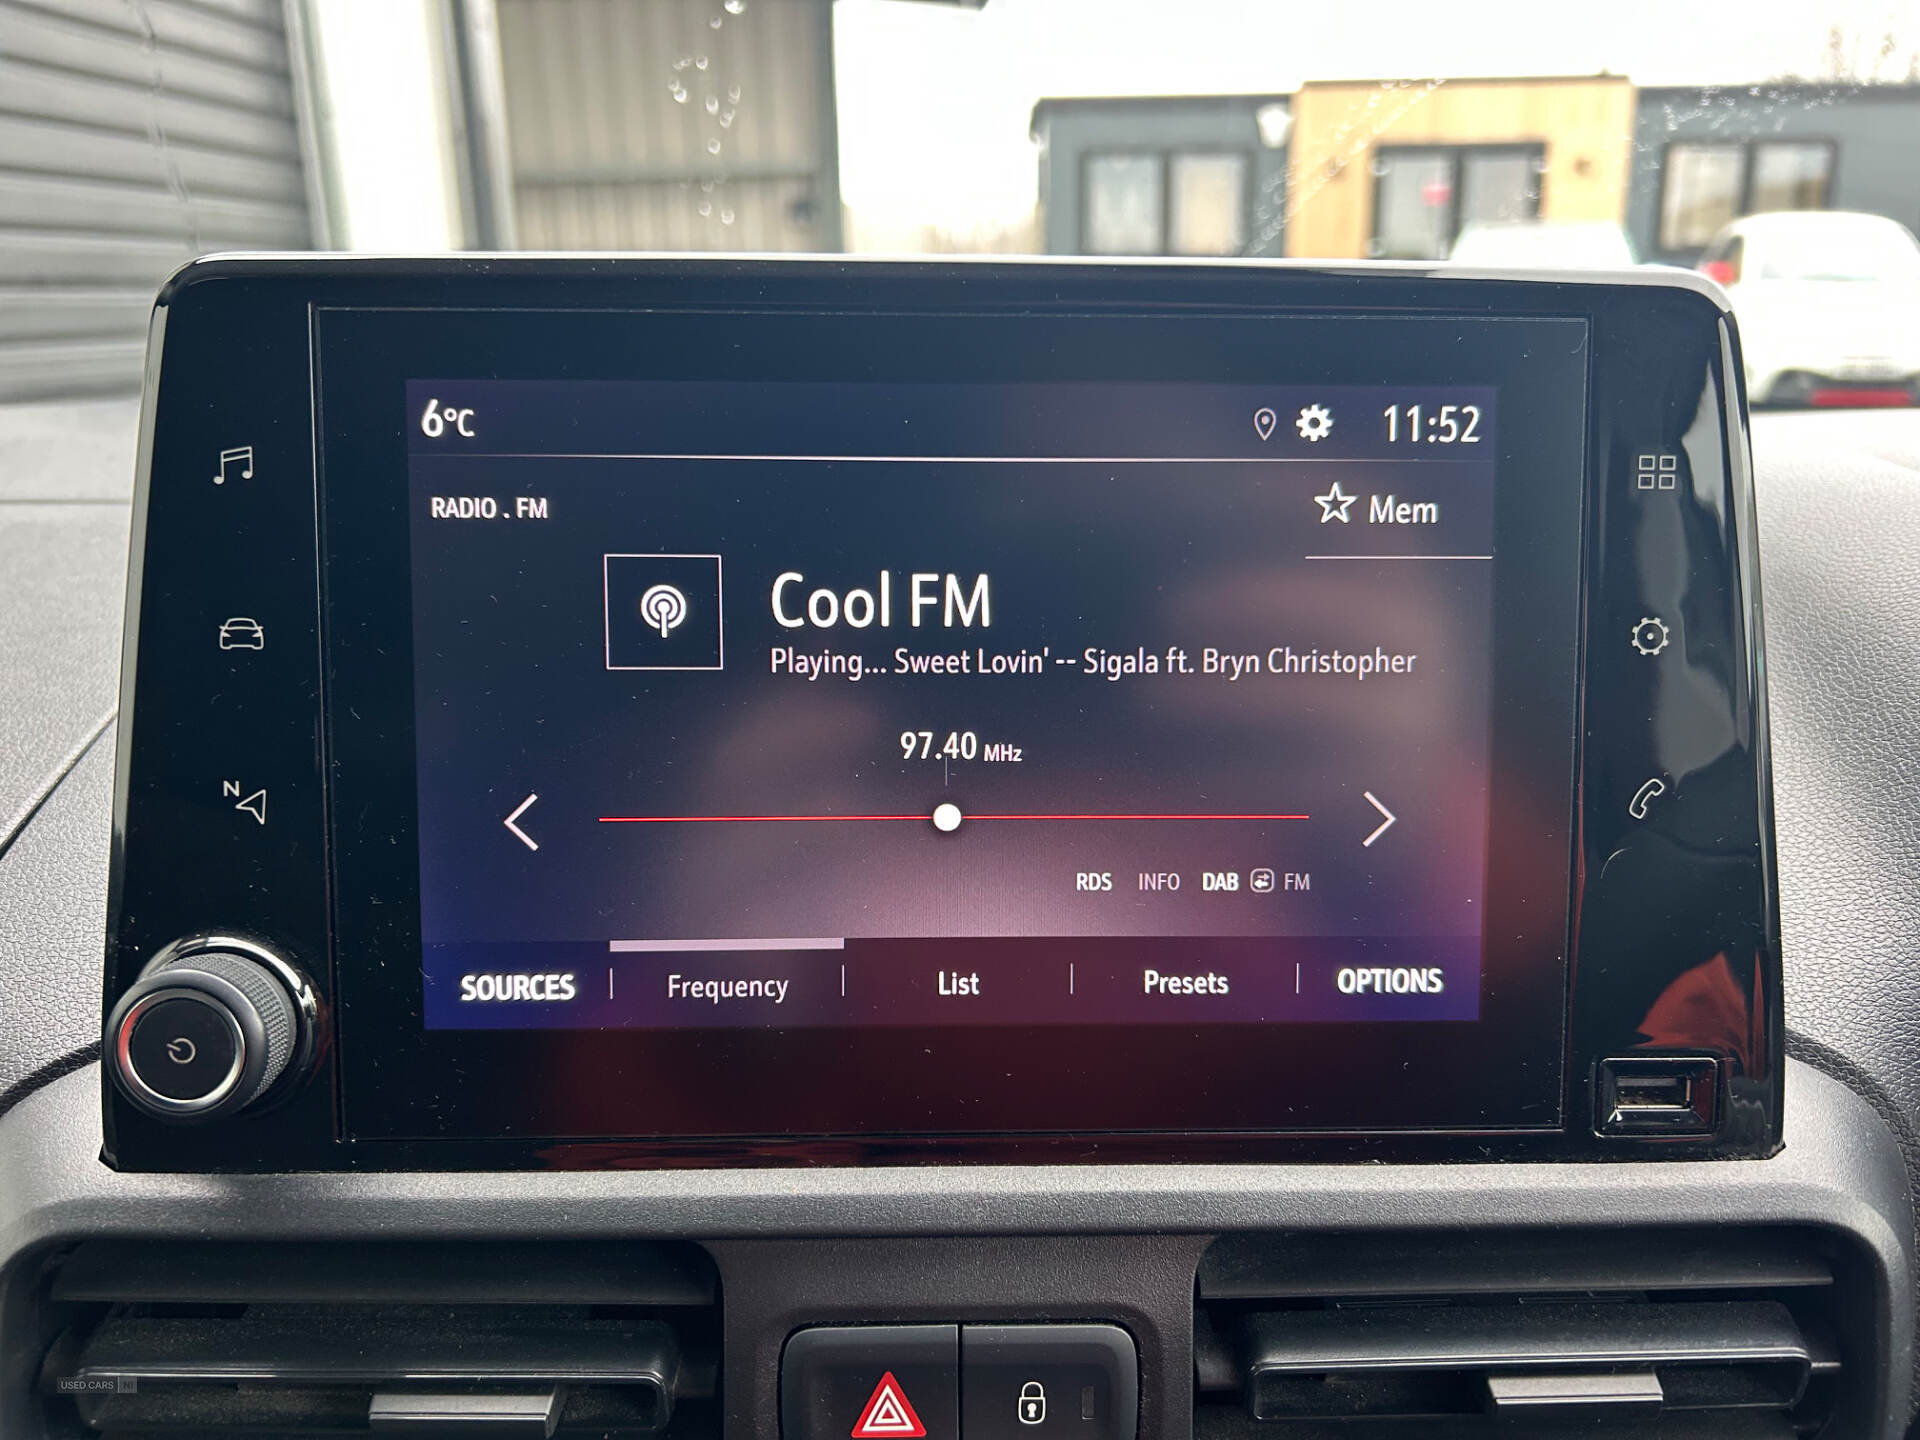 6°C 11:52
RADIO . FM
Mem
Cool FM
Playing... Sweet Lovin' -- Sigala ft. Bryn Christopher
97.40 MHz
N
RDS INFO DAB FM
SOURCES Frequency List Presets OPTIONS
USED CARS NI